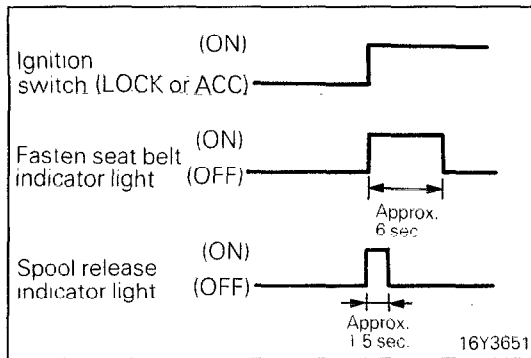 (ON)
Ignition
switch (LOCK or ACC)
(ON)
Fasten seat belt
indicator light (OFF)
Approx.
6 sec
(ON)
Spool release
indicator light (OFF)
Approx.
1 5 sec. 16Y3651